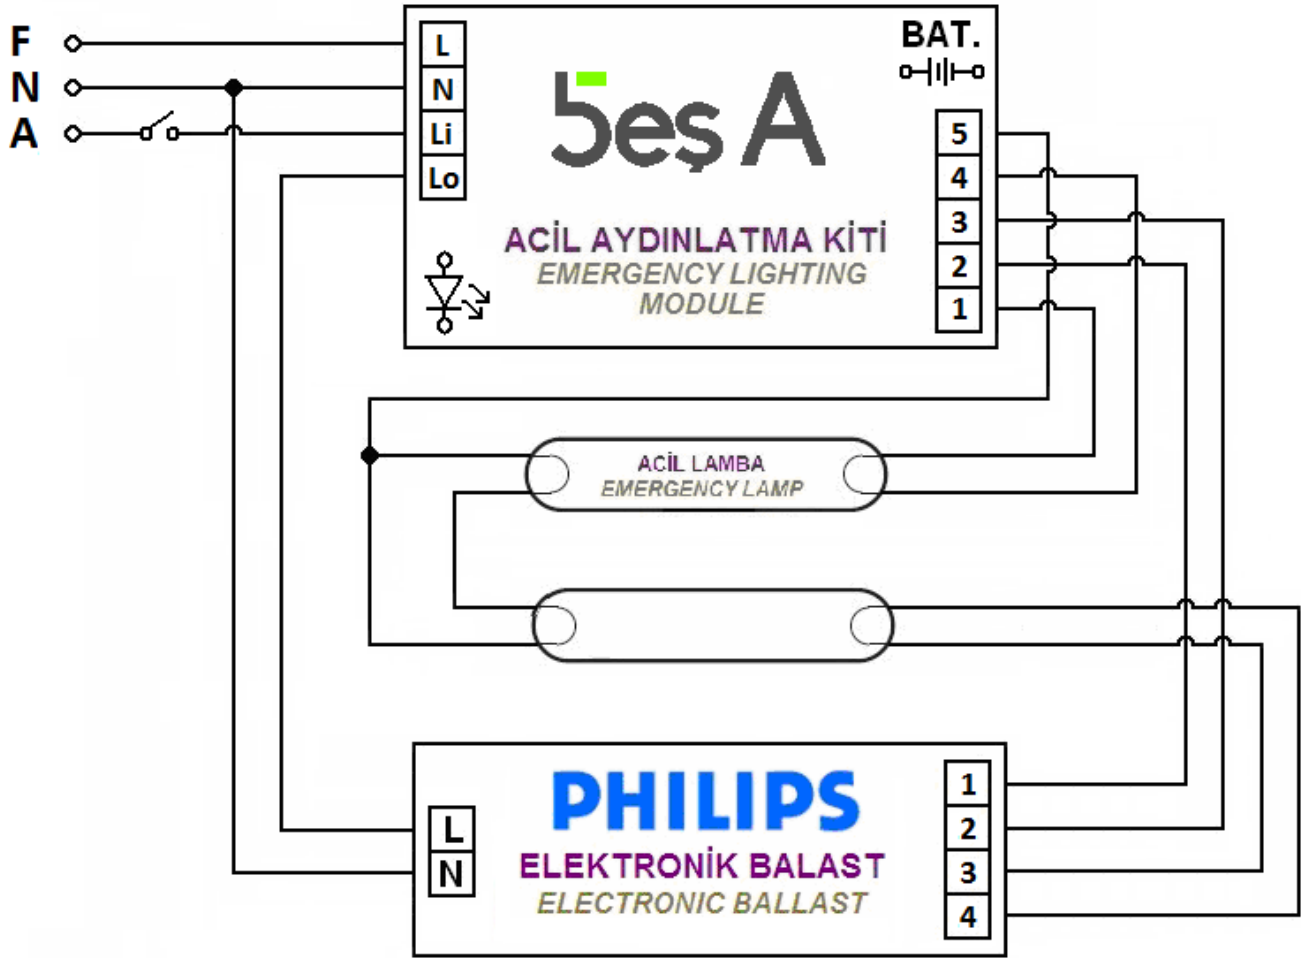 F
N
A
L
N
Li
Lo
BAT.
5eş A
5
4
3
2
1
ACİL AYDINLATMA KİTİ
EMERGENCY LIGHTING
MODULE
ACİL LAMBA
EMERGENCY LAMP
PHILIPS
L
N
ELEKTRONİK BALAST
ELECTRONIC BALLAST
1
2
3
4